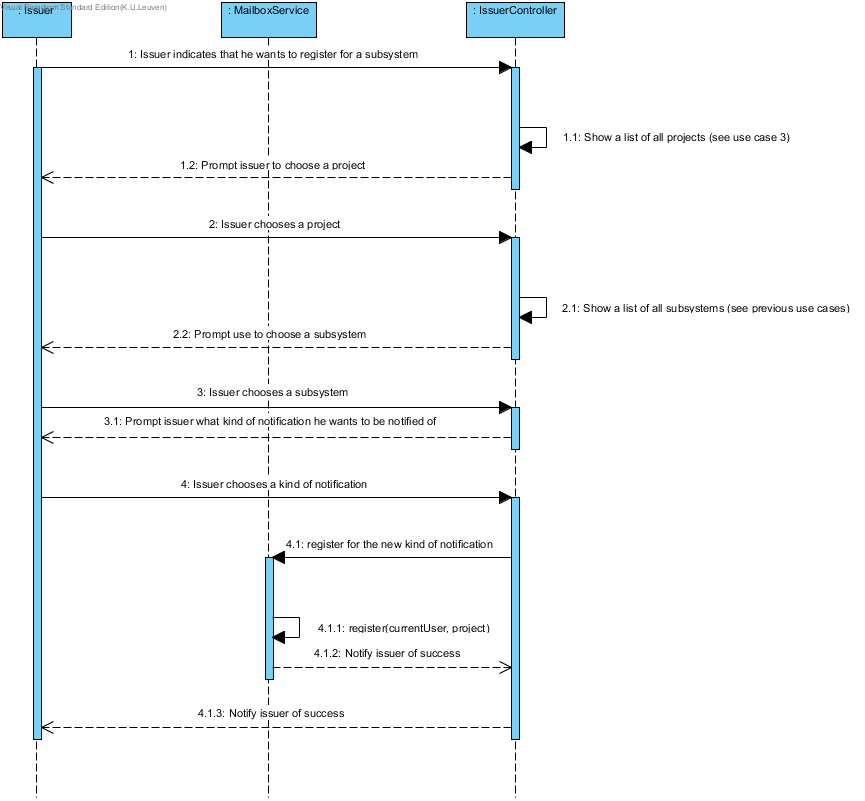 Visual Paradigm Standard Edition(K.U.Leuven)
: Issuer
: MailboxService
: IssuerController
1: Issuer indicates that he wants to register for a subsystem
1.1: Show a list of all projects (see use case 3)
1.2: Prompt issuer to choose a project
2: Issuer chooses a project
2.1: Show a list of all subsystems (see previous use cases)
2.2: Prompt use to choose a subsystem
3: Issuer chooses a subsystem
3.1: Prompt issuer what kind of notification he wants to be notified of
4: Issuer chooses a kind of notification
4.1: register for the new kind of notification
4.1.1: register(currentUser, project)
4.1.2: Notify issuer of success
4.1.3: Notify issuer of success